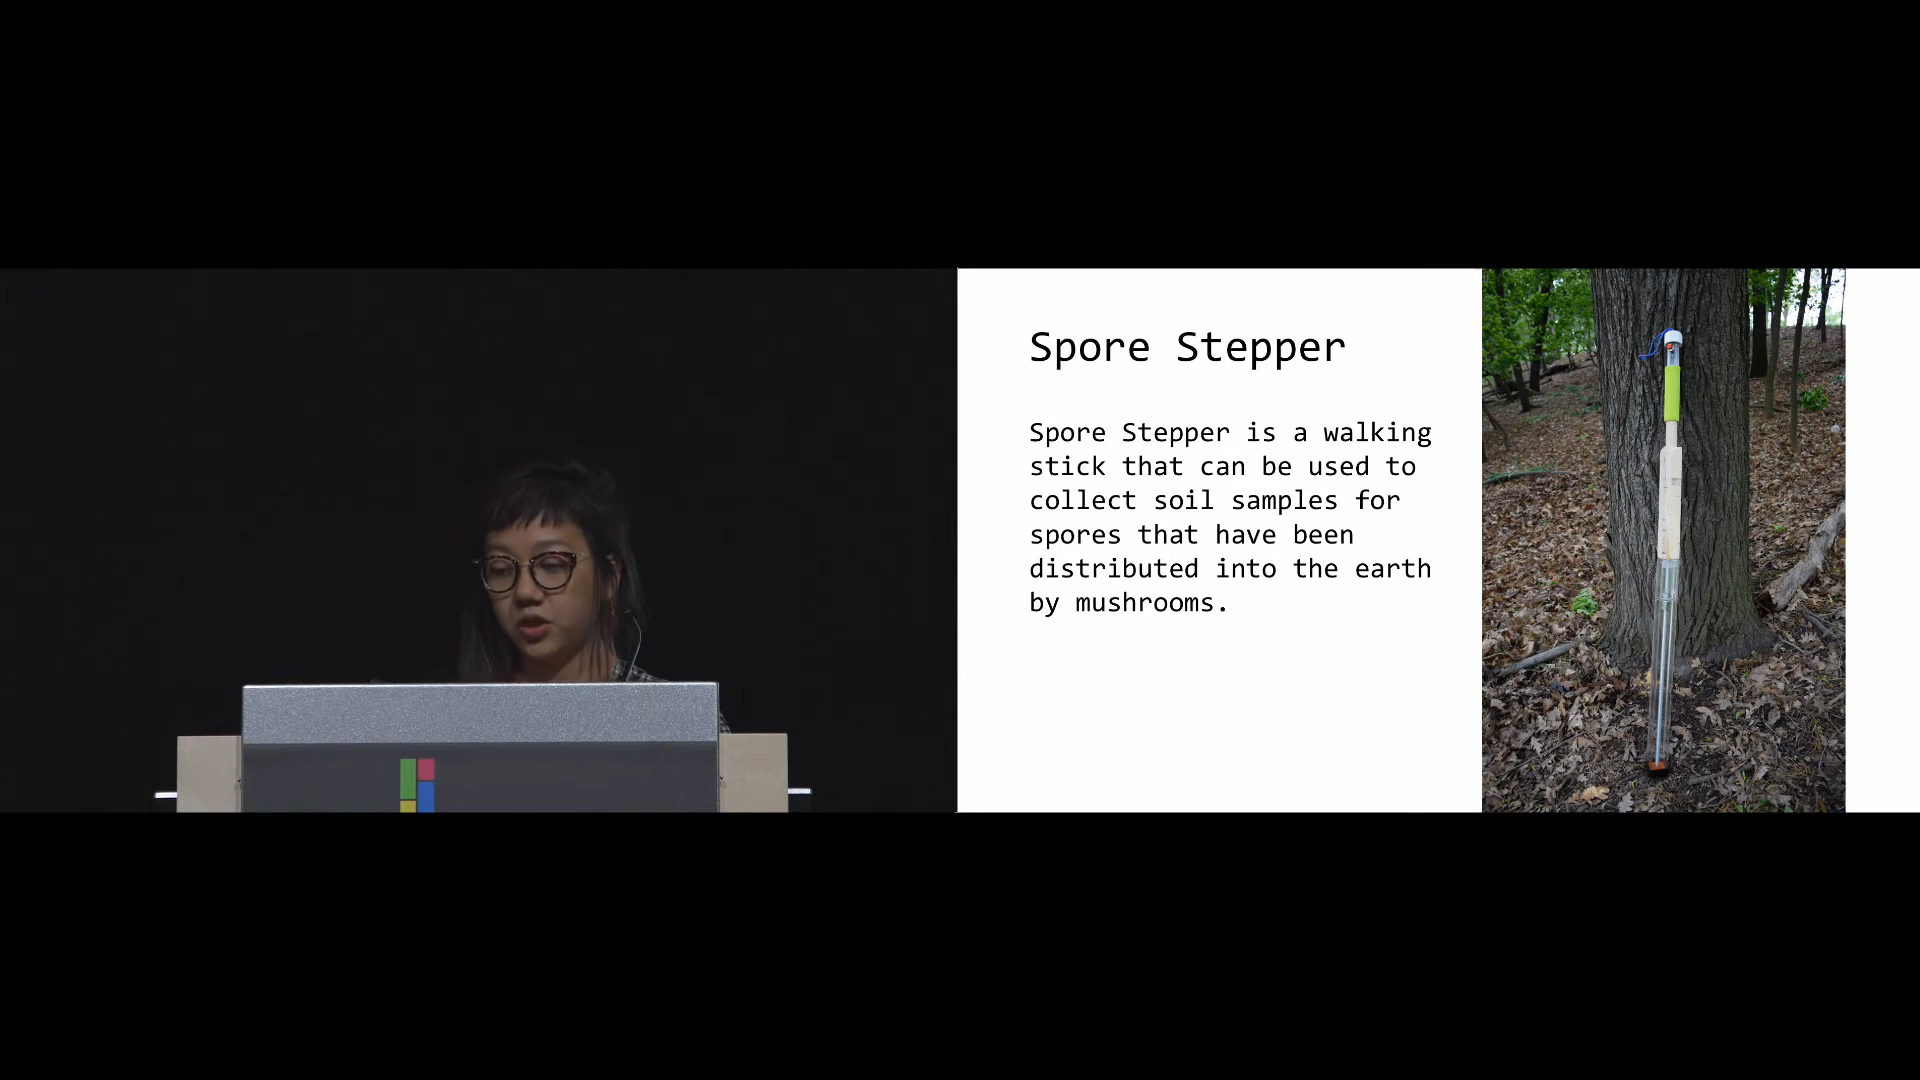 Spore Stepper
Spore Stepper is a walking
stick that can be used to
collect soil samples for
spores that have been
distributed into the earth
by mushrooms.